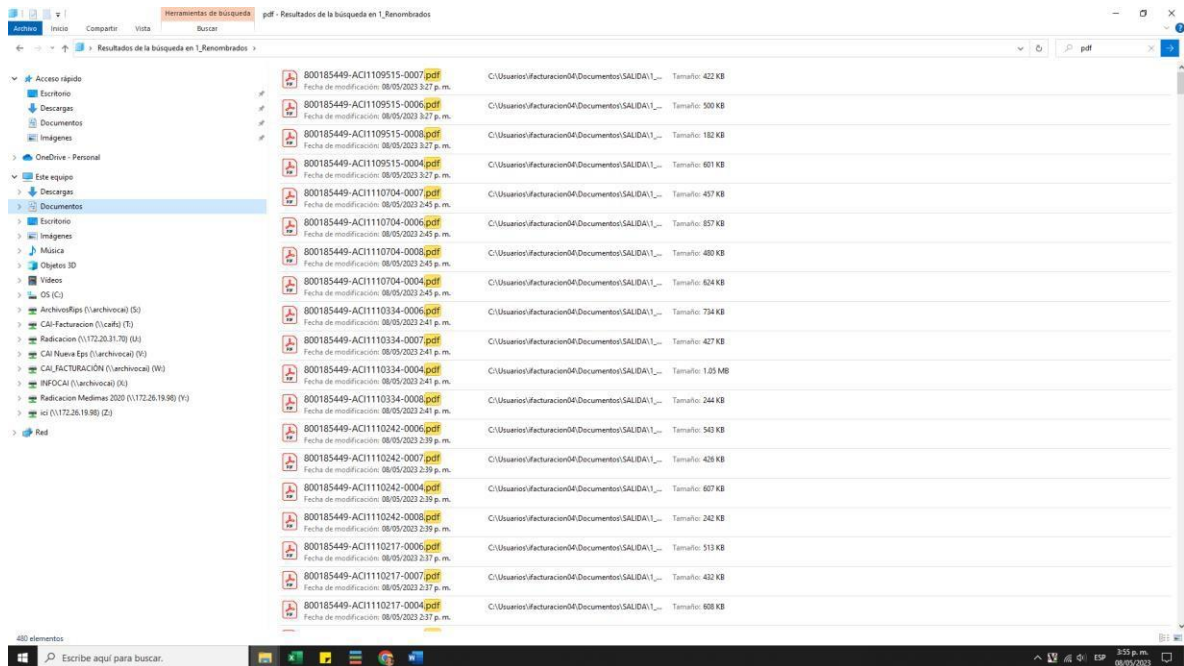 Herramientas de búsqueda pdf - Resultados de la búsqueda en 1_Renombrados
Archivo Inicio Compartir Vista Buscar
Resultados de la búsqueda en 1_Renombrados
pdf
Acceso rápido
Escritorio
Descargas
Documentos
Imágenes
OneDrive - Personal
Este equipo
Descargas
Documentos
Escritorio
Imágenes
Música
Objetos 3D
Videos
OS (C:)
ArchivosRips (\\archivocai) (S:)
CAI-Facturacion (\\caifs) (T:)
Radicacion (\\172.20.31.70) (U:)
CAI Nueva Eps (\\archivocai) (V:)
CAI_FACTURACIÓN (\\archivocai) (W:)
INFOCAI (\\archivocai) (X:)
Radicacion Medimas 2020 (\\172.26.19.98) (Y:)
ici (\\172.26.19.98) (Z:)
Red
800185449-ACI1109515-0007.pdf C:\Usuarios\ifacturacion04\Documentos\SALIDA\1_... Tamaño: 422 KB
Fecha de modificación: 08/05/2023 3:27 p. m.
800185449-ACI1109515-0006.pdf C:\Usuarios\ifacturacion04\Documentos\SALIDA\1_... Tamaño: 500 KB
Fecha de modificación: 08/05/2023 3:27 p. m.
800185449-ACI1109515-0008.pdf C:\Usuarios\ifacturacion04\Documentos\SALIDA\1_... Tamaño: 182 KB
Fecha de modificación: 08/05/2023 3:27 p. m.
800185449-ACI1109515-0004.pdf C:\Usuarios\ifacturacion04\Documentos\SALIDA\1_... Tamaño: 601 KB
Fecha de modificación: 08/05/2023 3:27 p. m.
800185449-ACI1110704-0007.pdf C:\Usuarios\ifacturacion04\Documentos\SALIDA\1_... Tamaño: 457 KB
Fecha de modificación: 08/05/2023 2:45 p. m.
800185449-ACI1110704-0006.pdf C:\Usuarios\ifacturacion04\Documentos\SALIDA\1_... Tamaño: 857 KB
Fecha de modificación: 08/05/2023 2:45 p. m.
800185449-ACI1110704-0008.pdf C:\Usuarios\ifacturacion04\Documentos\SALIDA\1_... Tamaño: 480 KB
Fecha de modificación: 08/05/2023 2:45 p. m.
800185449-ACI1110704-0004.pdf C:\Usuarios\ifacturacion04\Documentos\SALIDA\1_... Tamaño: 624 KB
Fecha de modificación: 08/05/2023 2:45 p. m.
800185449-ACI1110334-0006.pdf C:\Usuarios\ifacturacion04\Documentos\SALIDA\1_... Tamaño: 734 KB
Fecha de modificación: 08/05/2023 2:41 p. m.
800185449-ACI1110334-0007.pdf C:\Usuarios\ifacturacion04\Documentos\SALIDA\1_... Tamaño: 427 KB
Fecha de modificación: 08/05/2023 2:41 p. m.
800185449-ACI1110334-0004.pdf C:\Usuarios\ifacturacion04\Documentos\SALIDA\1_... Tamaño: 1.05 MB
Fecha de modificación: 08/05/2023 2:41 p. m.
800185449-ACI1110334-0008.pdf C:\Usuarios\ifacturacion04\Documentos\SALIDA\1_... Tamaño: 244 KB
Fecha de modificación: 08/05/2023 2:41 p. m.
800185449-ACI1110242-0006.pdf C:\Usuarios\ifacturacion04\Documentos\SALIDA\1_... Tamaño: 543 KB
Fecha de modificación: 08/05/2023 2:39 p. m.
800185449-ACI1110242-0007.pdf C:\Usuarios\ifacturacion04\Documentos\SALIDA\1_... Tamaño: 426 KB
Fecha de modificación: 08/05/2023 2:39 p. m.
800185449-ACI1110242-0004.pdf C:\Usuarios\ifacturacion04\Documentos\SALIDA\1_... Tamaño: 607 KB
Fecha de modificación: 08/05/2023 2:39 p. m.
800185449-ACI1110242-0008.pdf C:\Usuarios\ifacturacion04\Documentos\SALIDA\1_... Tamaño: 242 KB
Fecha de modificación: 08/05/2023 2:39 p. m.
800185449-ACI1110217-0006.pdf C:\Usuarios\ifacturacion04\Documentos\SALIDA\1_... Tamaño: 513 KB
Fecha de modificación: 08/05/2023 2:37 p. m.
800185449-ACI1110217-0007.pdf C:\Usuarios\ifacturacion04\Documentos\SALIDA\1_... Tamaño: 432 KB
Fecha de modificación: 08/05/2023 2:37 p. m.
800185449-ACI1110217-0004.pdf C:\Usuarios\ifacturacion04\Documentos\SALIDA\1_... Tamaño: 608 KB
Fecha de modificación: 08/05/2023 2:37 p. m.
480 elementos
Escribe aquí para buscar.
ESP
3:55 p. m.
08/05/2023